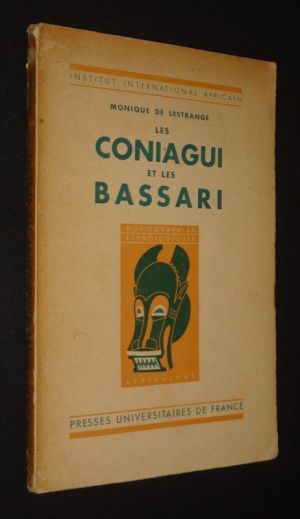 INSTITUT INTERNATIONAL AFRICAIN
MONIQUE DE LESTRANGE
LES
CONIAGUI
ET LES
BASSARI
MONOGRAPHIES
ETHNOLOGIQUES
AFRICAINES
PRESSES UNIVERSITAIRES DE FRANCE